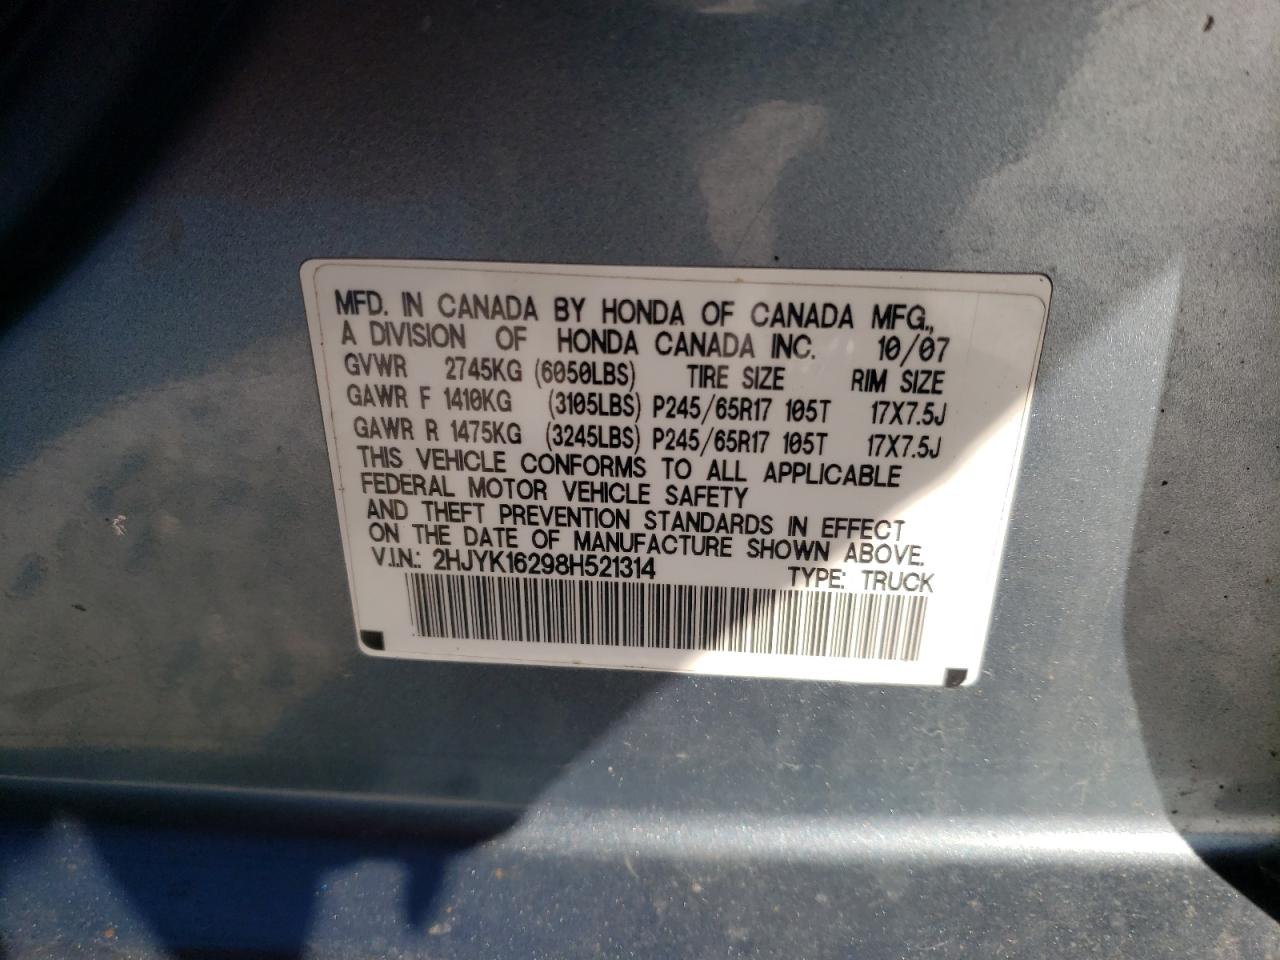 MFD. IN CANADA BY HONDA OF CANADA MFG.,
A DIVISION OF HONDA CANADA INC. 10/07
GVWR 2745KG (6050LBS) TIRE SIZE RIM SIZE
GAWR F 1410KG (3105LBS) P245/65R17 105T 17X7.5J
GAWR R 1475KG (3245LBS) P245/65R17 105T 17X7.5J
THIS VEHICLE CONFORMS TO ALL APPLICABLE
FEDERAL MOTOR VEHICLE SAFETY
AND THEFT PREVENTION STANDARDS IN EFFECT
ON THE DATE OF MANUFACTURE SHOWN ABOVE.
V.I.N.: 2HJYK16298H521314 TYPE: TRUCK